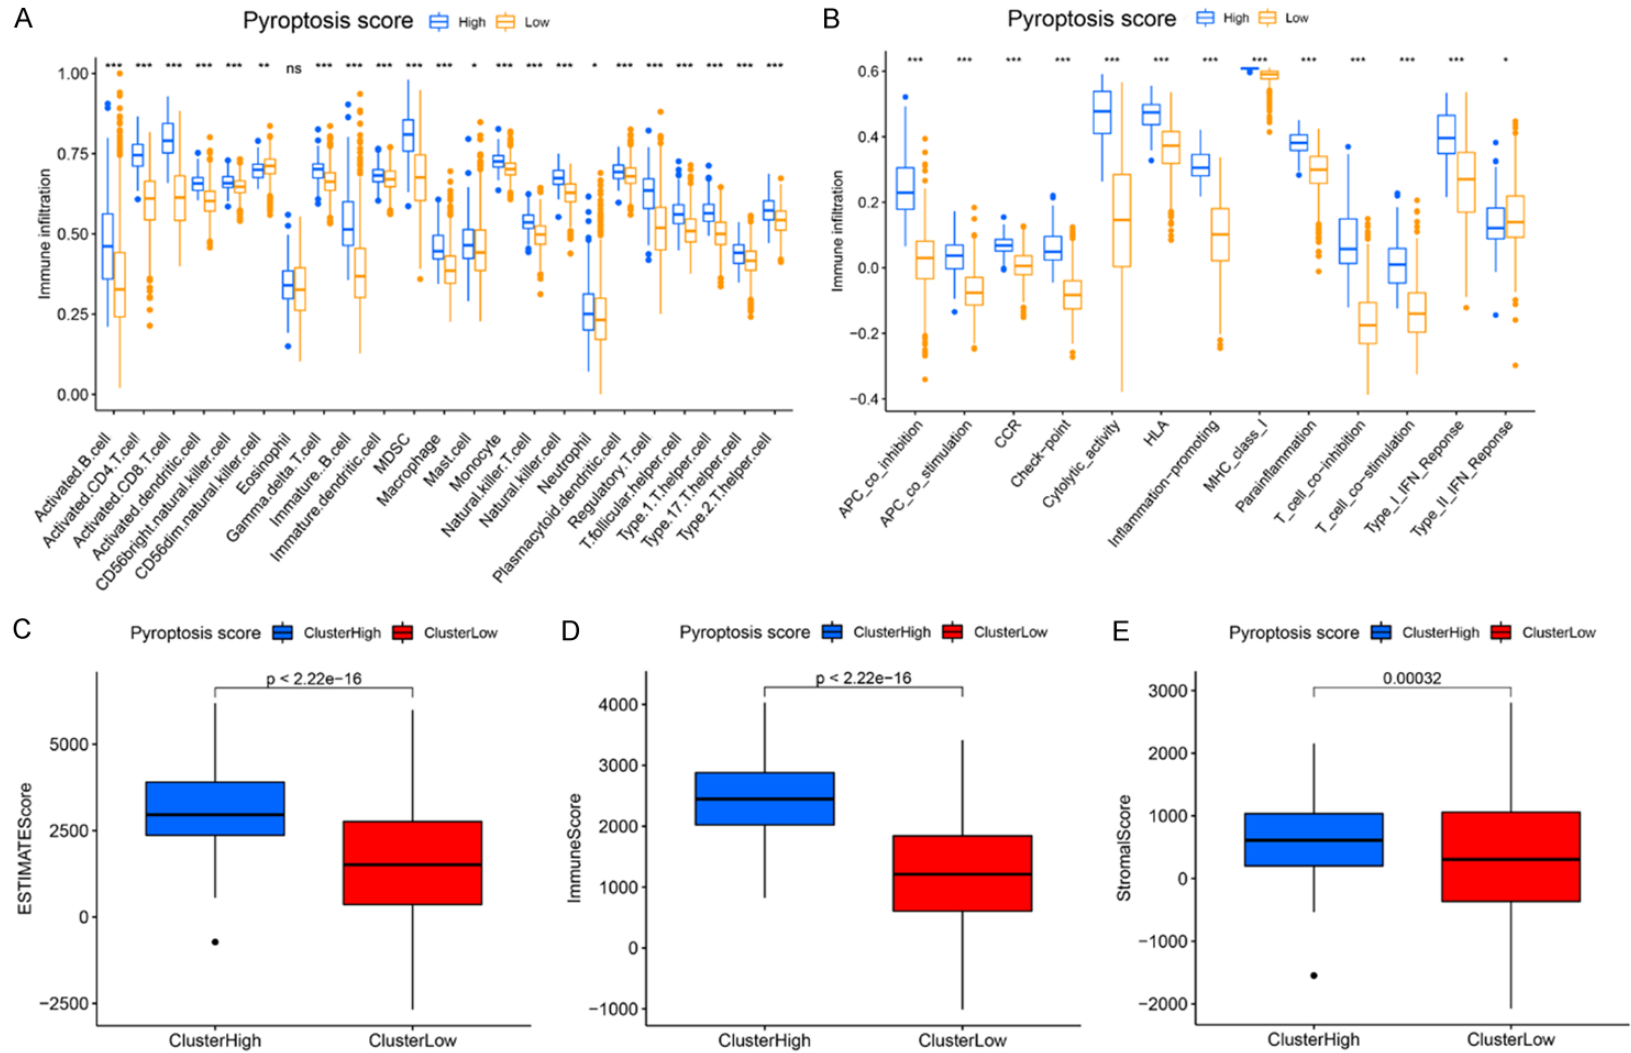 A
Pyroptosis score High Low
Immune infiltration
1.00
0.75
0.50
0.25
0.00
*** *** *** *** *** ** ns *** *** *** *** *** * *** *** *** * *** *** *** *** *** ***
Activated.B.cell
Activated.CD4.T.cell
Activated.CD8.T.cell
Activated.dendritic.cell
CD56bright.natural.killer.cell
CD56dim.natural.killer.cell
Eosinophil
Gamma.delta.T.cell
Immature..B.cell
Immature.dendritic.cell
MDSC
Macrophage
Mast.cell
Monocyte
Natural.killer.T.cell
Natural.killer.cell
Neutrophil
Plasmacytoid.dendritic.cell
Regulatory.T.cell
T.follicular.helper.cell
Type.1.T.helper.cell
Type.17.T.helper.cell
Type.2.T.helper.cell
B
Pyroptosis score High Low
Immune infiltration
0.6
0.4
0.2
0.0
−0.2
−0.4
*** *** *** *** *** *** *** *** *** *** *** *** *
APC_co_inhibition
APC_co_stimulation
CCR
Check−point
Cytolytic_activity
HLA
Inflammation−promoting
MHC_class_I
Parainflammation
T_cell_co−inhibition
T_cell_co−stimulation
Type_I_IFN_Reponse
Type_II_IFN_Reponse
C
Pyroptosis score ClusterHigh ClusterLow
p < 2.22e−16
ESTIMATEScore
5000
2500
0
−2500
ClusterHigh ClusterLow
D
Pyroptosis score ClusterHigh ClusterLow
p < 2.22e−16
ImmuneScore
4000
3000
2000
1000
0
−1000
ClusterHigh ClusterLow
E
Pyroptosis score ClusterHigh ClusterLow
0.00032
StromalScore
3000
2000
1000
0
−1000
−2000
ClusterHigh ClusterLow